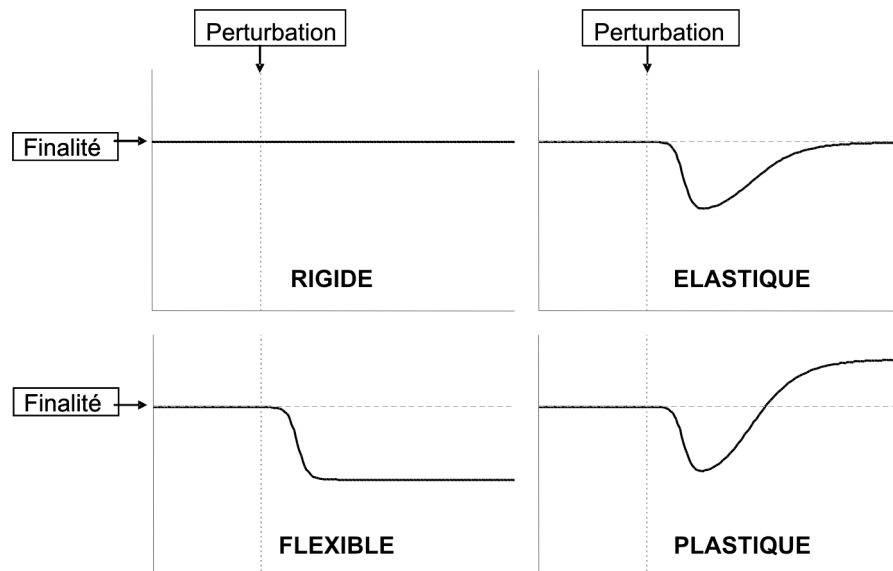 Perturbation
Perturbation
Finalité
RIGIDE
ELASTIQUE
Finalité
FLEXIBLE
PLASTIQUE